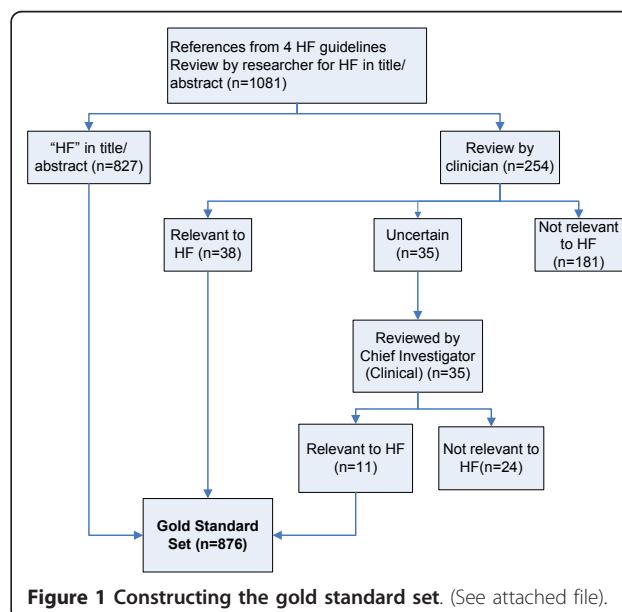 References from 4 HF guidelines
Review by researcher for HF in title/
abstract (n=1081)
"HF" in title/
abstract (n=827)
Review by
clinician (n=254)
Relevant to
HF (n=38)
Uncertain
(n=35)
Not relevant
to HF
(n=181)
Reviewed by
Chief Investigator
(Clinical) (n=35)
Relevant to HF
(n=11)
Not relevant to
HF(n=24)
Gold Standard
Set (n=876)
Figure 1 Constructing the gold standard set. (See attached file).